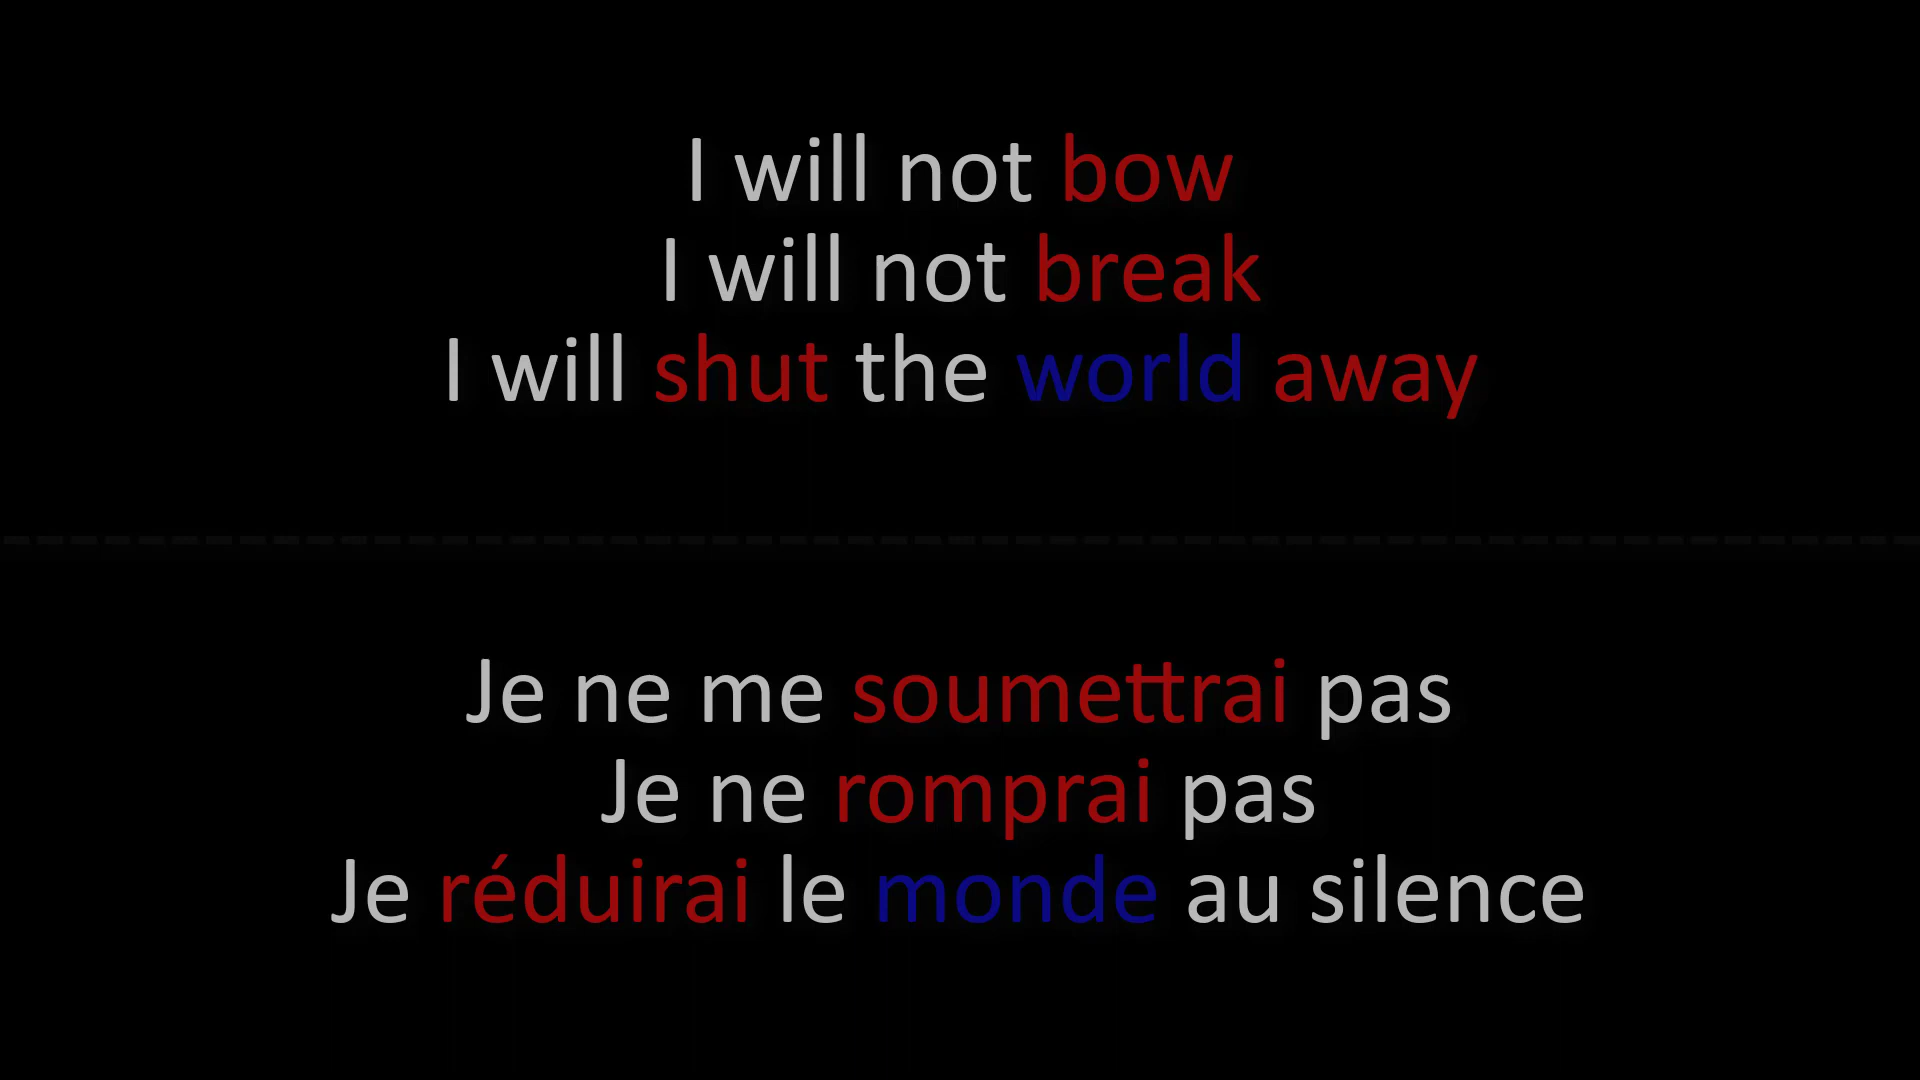 I will not bow
I will not break
I will shut the world away
Je ne me soumettrai pas
Je ne romprai pas
Je réduirai le monde au silence